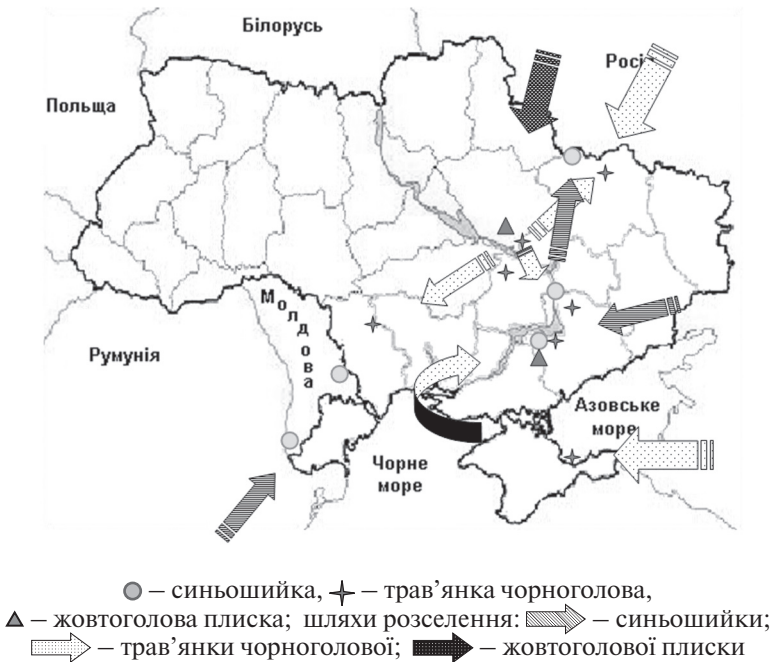 Білорусь
Росія
Польща
Молдова
Румунія
Азовське
море
Чорне
море
– синьошийка, – трав’янка чорноголова,
– жовтоголова плиска; шляхи розселення: – синьошийки;
– трав’янки чорноголової; – жовтоголової плиски